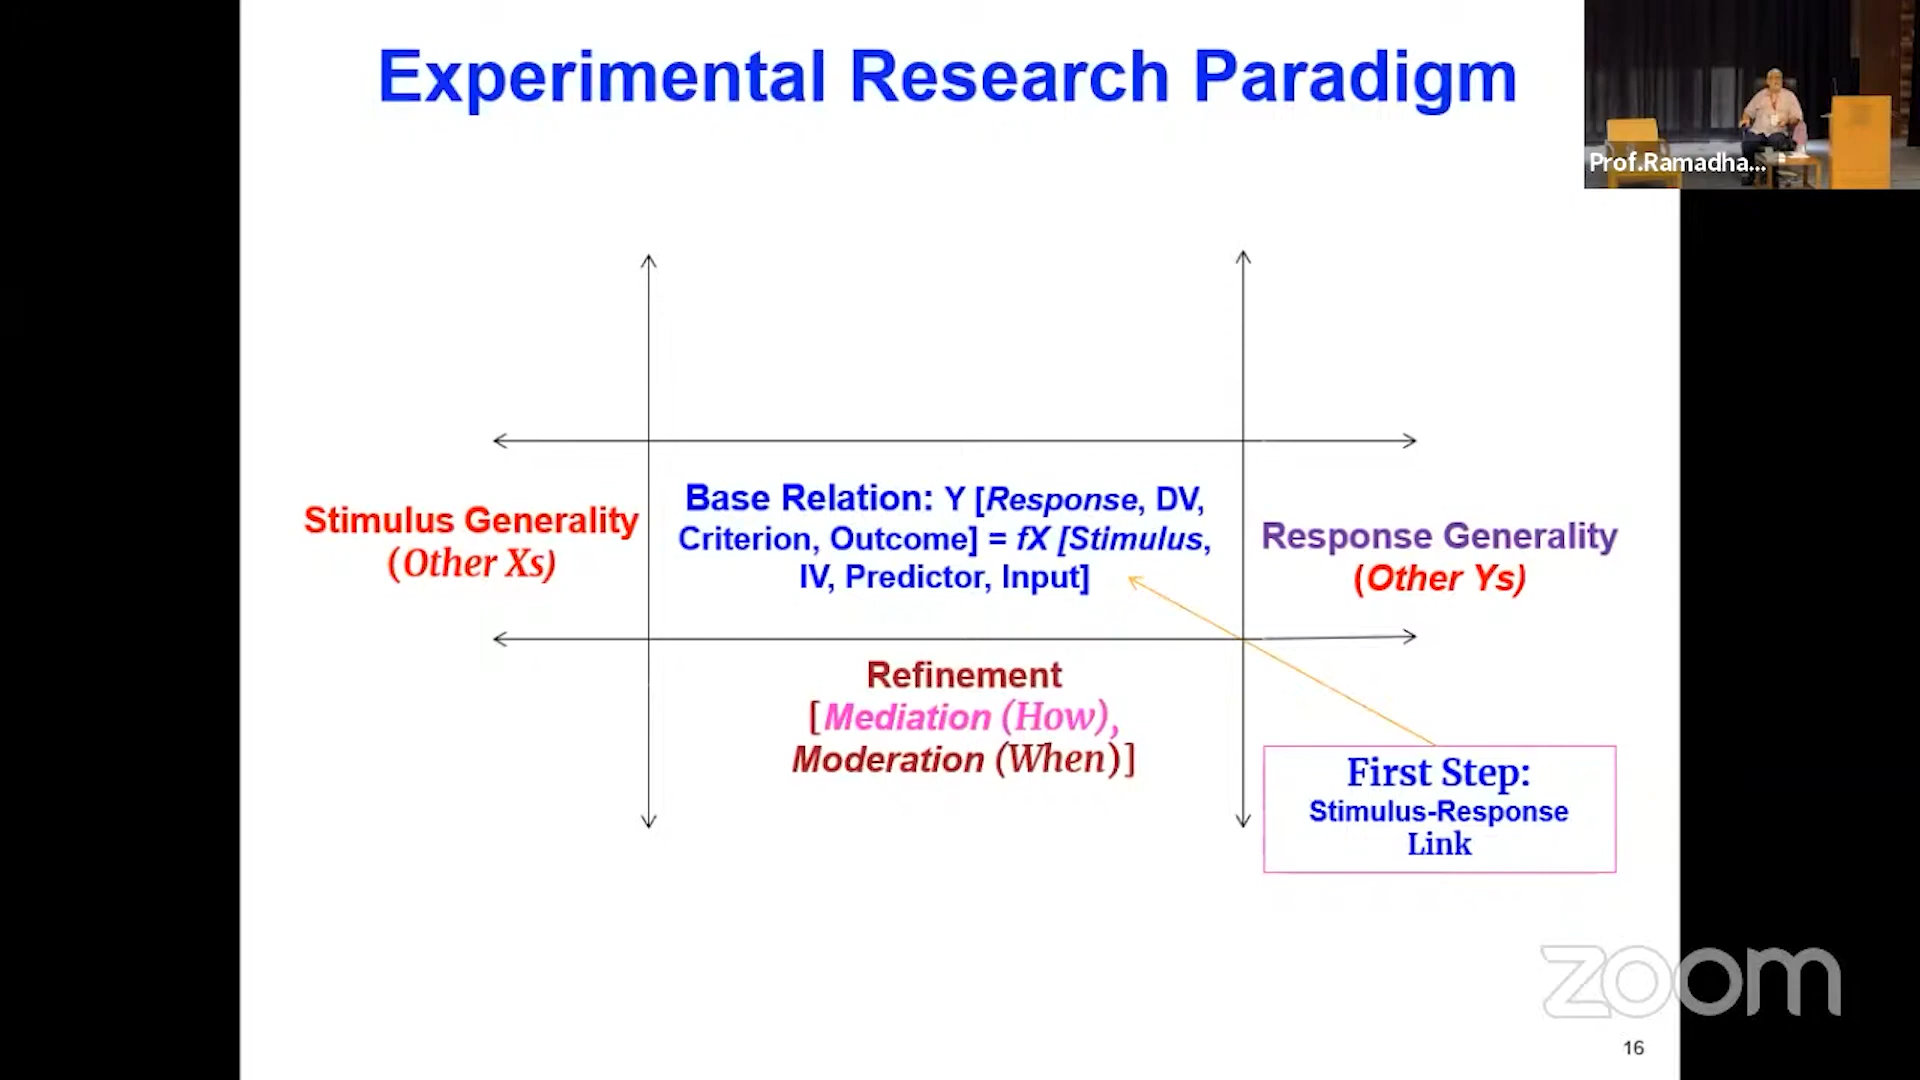 Experimental Research Paradigm
Prof.Ramadha...
Stimulus Generality
(Other Xs)
Base Relation: Y [Response, DV,
Criterion, Outcome] = fX [Stimulus,
IV, Predictor, Input]
Response Generality
(Other Ys)
Refinement
[Mediation (How),
Moderation (When)]
First Step:
Stimulus-Response
Link
zoom
16